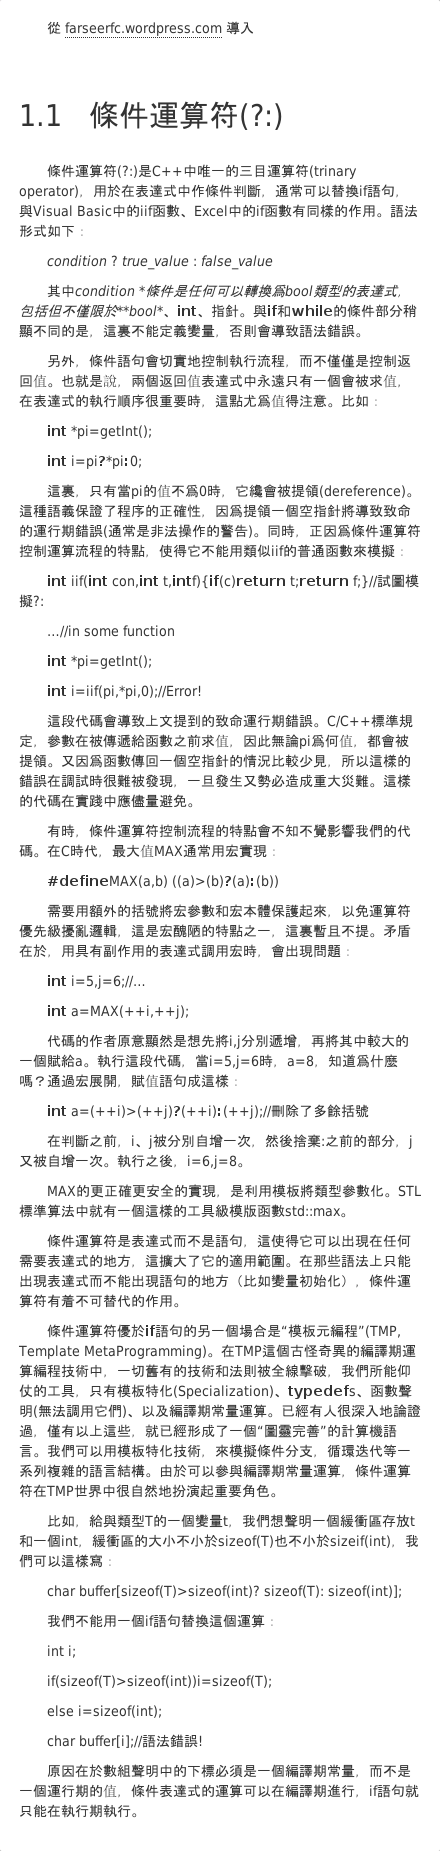 從 farseerfc.wordpress.com 導入
1.1 條件運算符(?:)
條件運算符(?:)是C++中唯一的三目運算符(trinary
operator)，用於在表達式中作條件判斷，通常可以替換if語句，
與Visual Basic中的iif函數、Excel中的if函數有同樣的作用。語法
形式如下：
condition ? true_value : false_value
其中condition *條件是任何可以轉換爲bool類型的表達式，
包括但不僅限於**bool*、int、指針。與if和while的條件部分稍
顯不同的是，這裏不能定義變量，否則會導致語法錯誤。
另外，條件語句會切實地控制執行流程，而不僅僅是控制返
回值。也就是說，兩個返回值表達式中永遠只有一個會被求值，
在表達式的執行順序很重要時，這點尤爲值得注意。比如：
int *pi=getInt();
int i=pi?*pi:0;
這裏，只有當pi的值不爲0時，它纔會被提領(dereference)。
這種語義保證了程序的正確性，因爲提領一個空指針將導致致命
的運行期錯誤(通常是非法操作的警告)。同時，正因爲條件運算符
控制運算流程的特點，使得它不能用類似iif的普通函數來模擬：
int iif(int con,int t,intf){if(c)return t;return f;}//試圖模
擬?:
…//in some function
int *pi=getInt();
int i=iif(pi,*pi,0);//Error!
這段代碼會導致上文提到的致命運行期錯誤。C/C++標準規
定，參數在被傳遞給函數之前求值，因此無論pi爲何值，都會被
提領。又因爲函數傳回一個空指針的情況比較少見，所以這樣的
錯誤在調試時很難被發現，一旦發生又勢必造成重大災難。這樣
的代碼在實踐中應儘量避免。
有時，條件運算符控制流程的特點會不知不覺影響我們的代
碼。在C時代，最大值MAX通常用宏實現：
#defineMAX(a,b) ((a)>(b)?(a):(b))
需要用額外的括號將宏參數和宏本體保護起來，以免運算符
優先級擾亂邏輯，這是宏醜陋的特點之一，這裏暫且不提。矛盾
在於，用具有副作用的表達式調用宏時，會出現問題：
int i=5,j=6;//…
int a=MAX(++i,++j);
代碼的作者原意顯然是想先將i,j分別遞增，再將其中較大的
一個賦給a。執行這段代碼，當i=5,j=6時，a=8，知道爲什麼
嗎？通過宏展開，賦值語句成這樣：
int a=(++i)>(++j)?(++i):(++j);//刪除了多餘括號
在判斷之前，i、j被分別自增一次，然後捨棄:之前的部分，j
又被自增一次。執行之後，i=6,j=8。
MAX的更正確更安全的實現，是利用模板將類型參數化。STL
標準算法中就有一個這樣的工具級模版函數std::max。
條件運算符是表達式而不是語句，這使得它可以出現在任何
需要表達式的地方，這擴大了它的適用範圍。在那些語法上只能
出現表達式而不能出現語句的地方（比如變量初始化），條件運
算符有着不可替代的作用。
條件運算符優於if語句的另一個場合是“模板元編程”(TMP,
Template MetaProgramming)。在TMP這個古怪奇異的編譯期運
算編程技術中，一切舊有的技術和法則被全線擊破，我們所能仰
仗的工具，只有模板特化(Specialization)、typedefs、函數聲
明(無法調用它們)、以及編譯期常量運算。已經有人很深入地論證
過，僅有以上這些，就已經形成了一個“圖靈完善”的計算機語
言。我們可以用模板特化技術，來模擬條件分支，循環迭代等一
系列複雜的語言結構。由於可以參與編譯期常量運算，條件運算
符在TMP世界中很自然地扮演起重要角色。
比如，給與類型T的一個變量t，我們想聲明一個緩衝區存放t
和一個int，緩衝區的大小不小於sizeof(T)也不小於sizeif(int)，我
們可以這樣寫：
char buffer[sizeof(T)>sizeof(int)? sizeof(T): sizeof(int)];
我們不能用一個if語句替換這個運算：
int i;
if(sizeof(T)>sizeof(int))i=sizeof(T);
else i=sizeof(int);
char buffer[i];//語法錯誤!
原因在於數組聲明中的下標必須是一個編譯期常量，而不是
一個運行期的值，條件表達式的運算可以在編譯期進行，if語句就
只能在執行期執行。